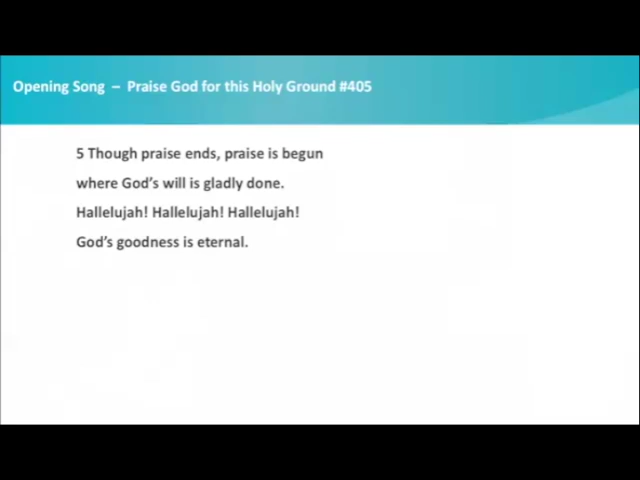 Opening Song – Praise God for this Holy Ground #405
5 Though praise ends, praise is begun
where God's will is gladly done.
Hallelujah! Hallelujah! Hallelujah!
God's goodness is eternal.